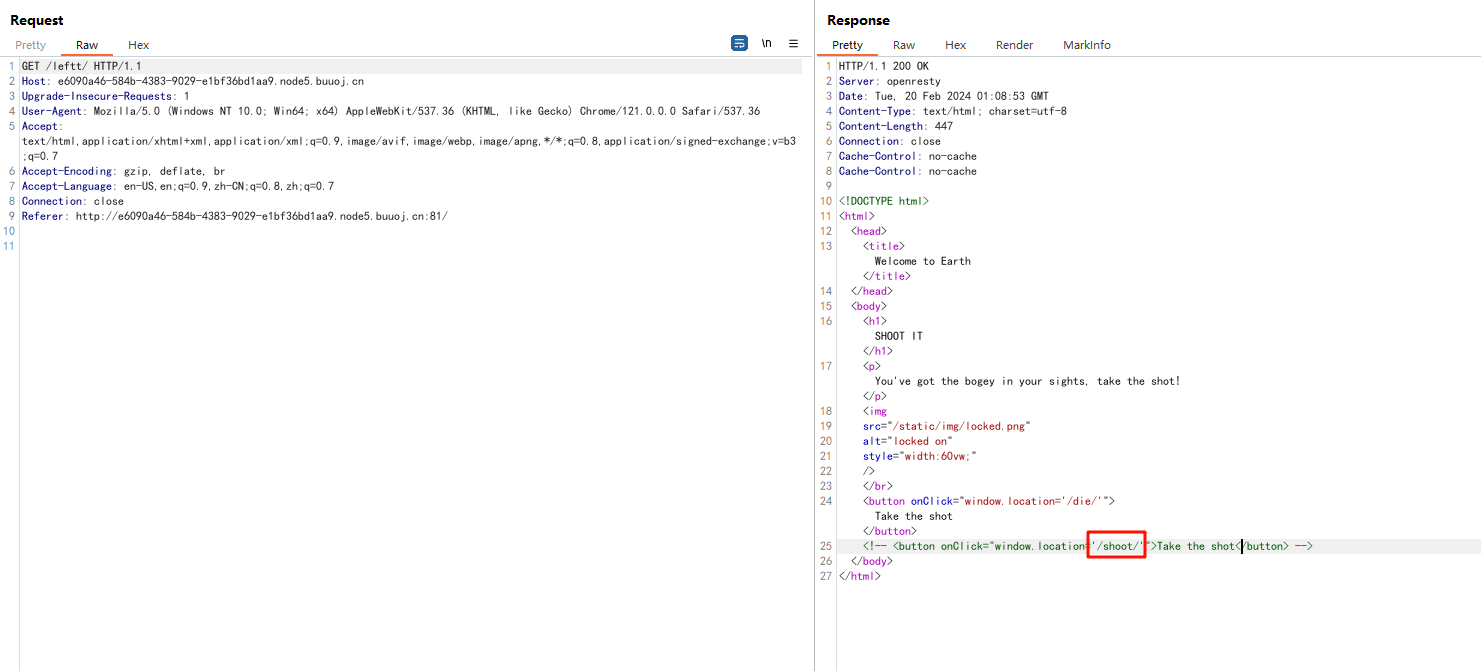 Request
Pretty Raw Hex \n
1 GET /leftt/ HTTP/1.1
2 Host: e6090a46-584b-4383-9029-e1bf36bd1aa9.node5.buuoj.cn
3 Upgrade-Insecure-Requests: 1
4 User-Agent: Mozilla/5.0 (Windows NT 10.0; Win64; x64) AppleWebKit/537.36 (KHTML, like Gecko) Chrome/121.0.0.0 Safari/537.36
5 Accept:
text/html,application/xhtml+xml,application/xml;q=0.9,image/avif,image/webp,image/apng,*/*;q=0.8,application/signed-exchange;v=b3
;q=0.7
6 Accept-Encoding: gzip, deflate, br
7 Accept-Language: en-US,en;q=0.9,zh-CN;q=0.8,zh;q=0.7
8 Connection: close
9 Referer: http://e6090a46-584b-4383-9029-e1bf36bd1aa9.node5.buuoj.cn:81/
10
11
Response
Pretty Raw Hex Render MarkInfo
1 HTTP/1.1 200 OK
2 Server: openresty
3 Date: Tue, 20 Feb 2024 01:08:53 GMT
4 Content-Type: text/html; charset=utf-8
5 Content-Length: 447
6 Connection: close
7 Cache-Control: no-cache
8 Cache-Control: no-cache
9
10 <!DOCTYPE html>
11 <html>
12 <head>
13 <title>
Welcome to Earth
</title>
14 </head>
15 <body>
16 <h1>
SHOOT IT
</h1>
17 <p>
You've got the bogey in your sights, take the shot!
</p>
18 <img
19 src="/static/img/locked.png"
20 alt="locked on"
21 style="width:60vw;"
22 />
23 </br>
24 <button onClick="window.location='/die/'">
Take the shot
</button>
25 <!-- <button onClick="window.location='/shoot/'">Take the shot</button> -->
26 </body>
27 </html>